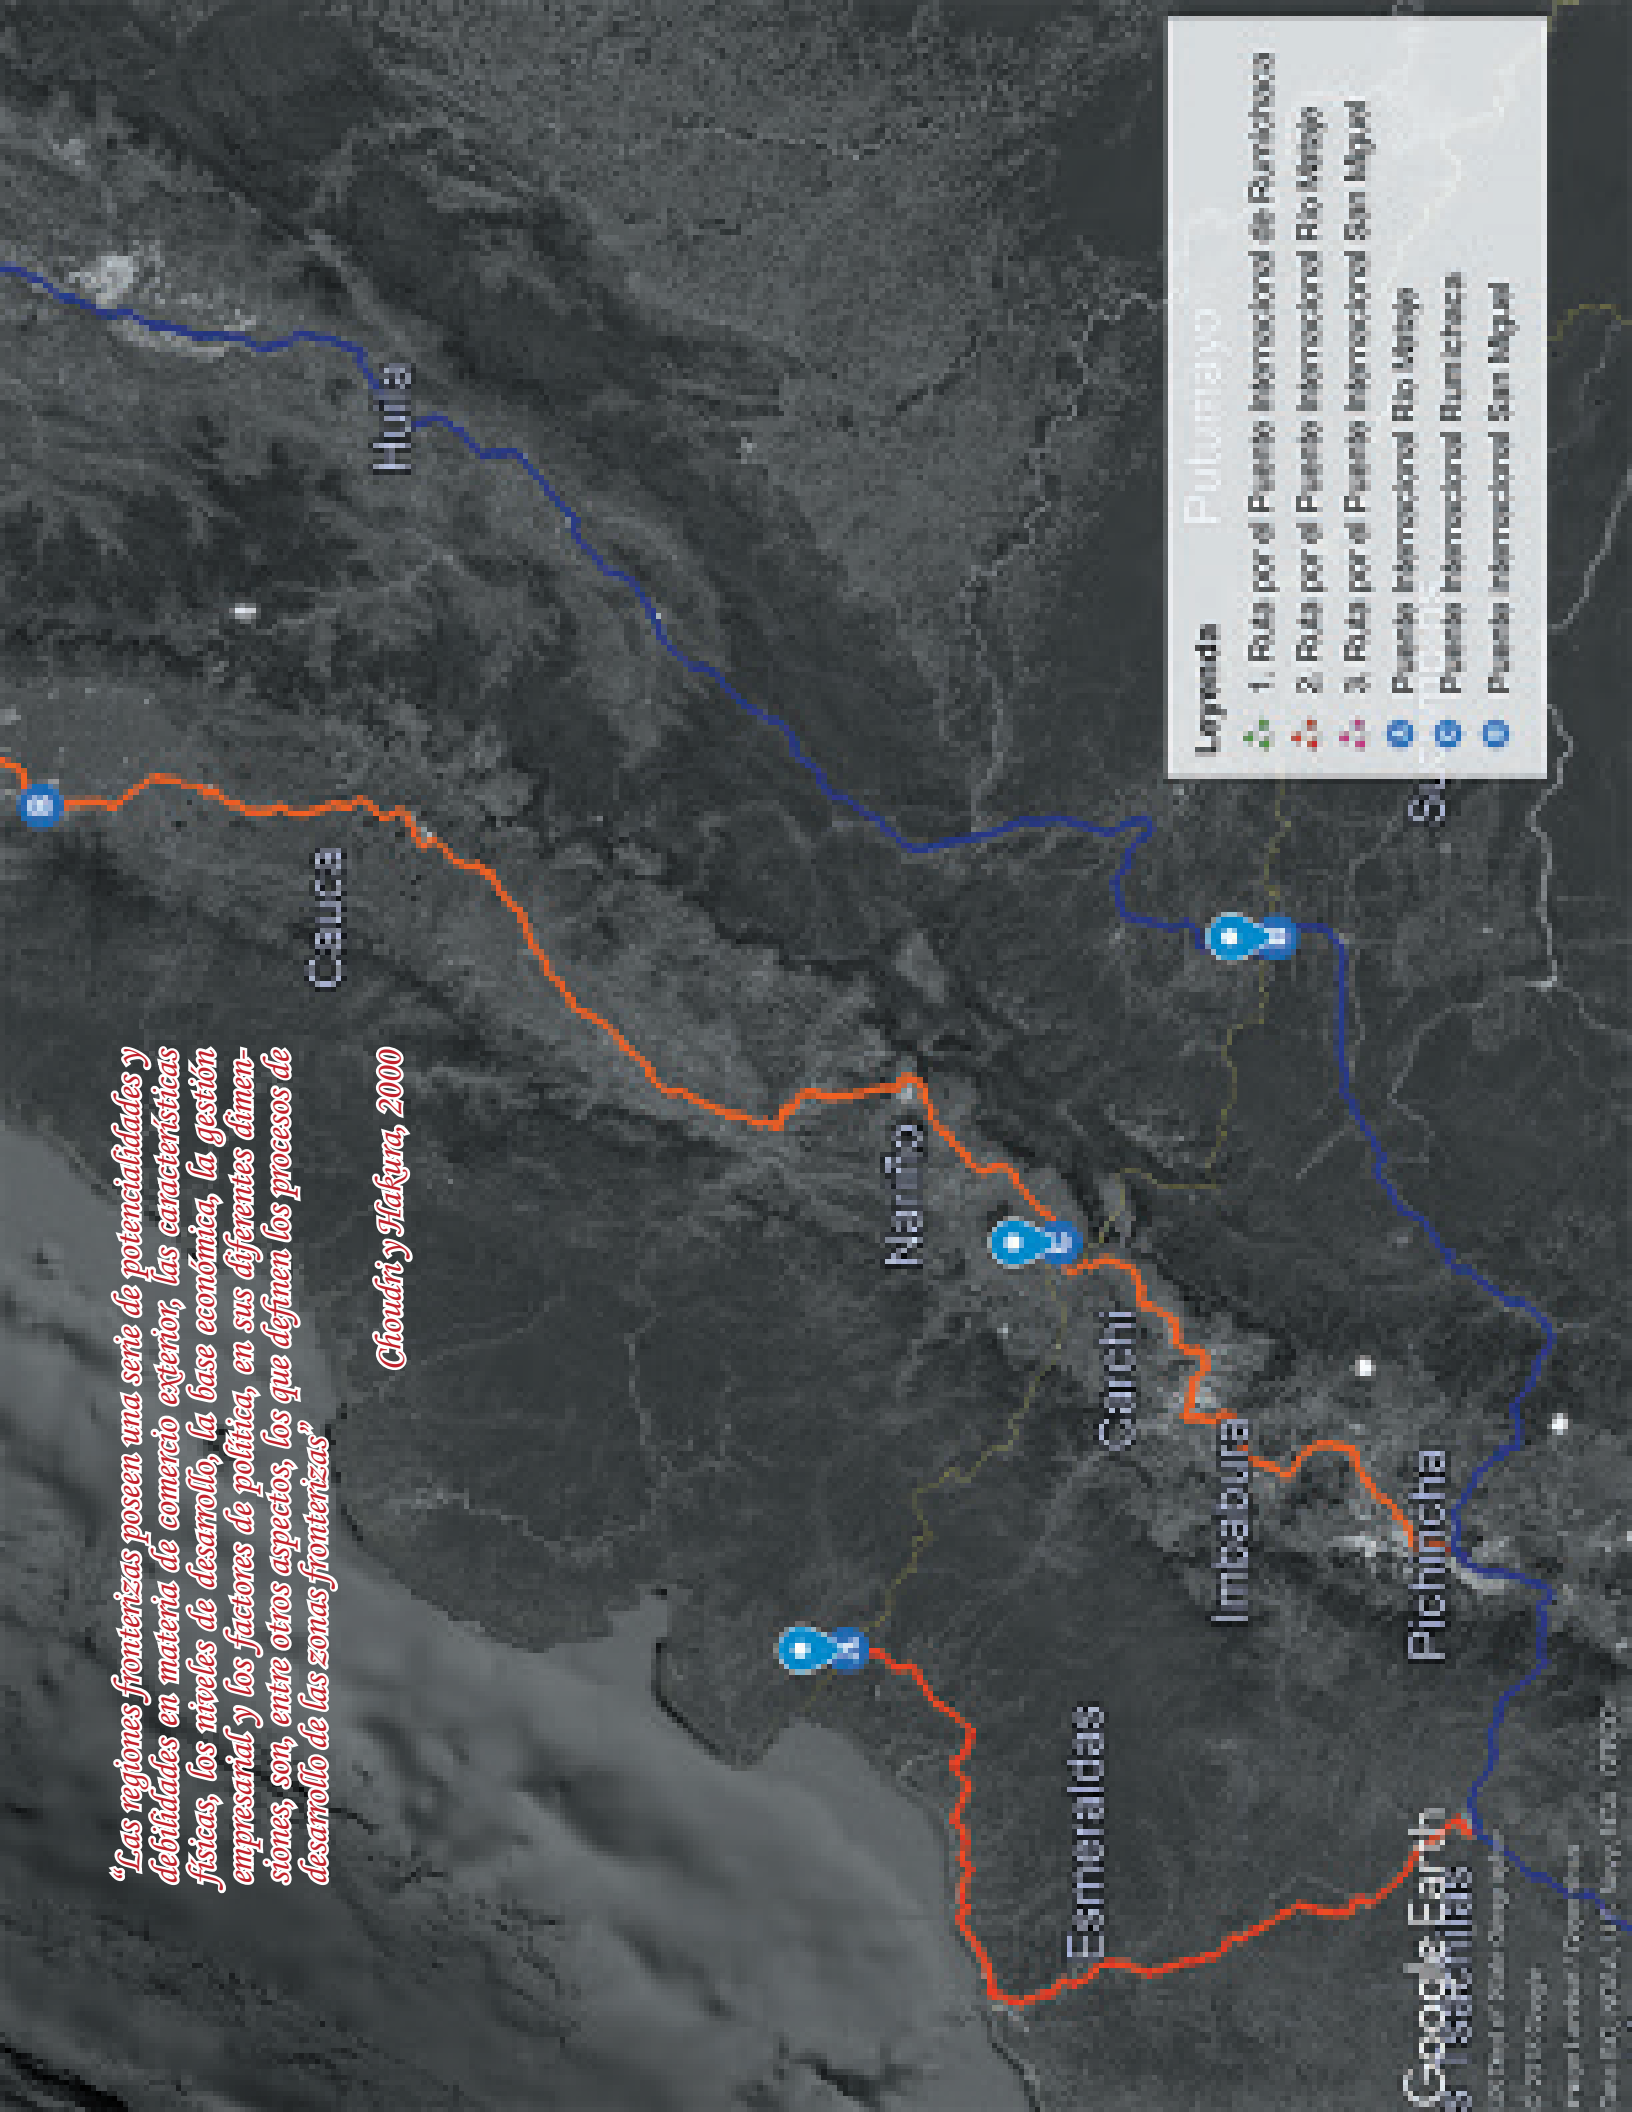 “Las regiones fronterizas poseen una serie de potencialidades y
debilidades en materia de comercio exterior, las características
físicas, los niveles de desarrollo, la base económica, la gestión
empresarial y los factores de política, en sus diferentes dimen-
siones, son, entre otros aspectos, los que definen los procesos de
desarrollo de las zonas fronterizas”
Choudri y Hakura, 2000
Cauca
Huila
Nariño
Carchi
Imbabura
Pichincha
Esmeraldas
Putumayo
Leyenda
1. Ruta por el Puente Internacional de Rumichaca
2. Ruta por el Puente Internacional Río Mataje
3. Ruta por el Puente Internacional San Miguel
Puente Internacional Río Mataje
Puente Internacional Rumichaca
Puente Internacional San Miguel
A
Google Earth